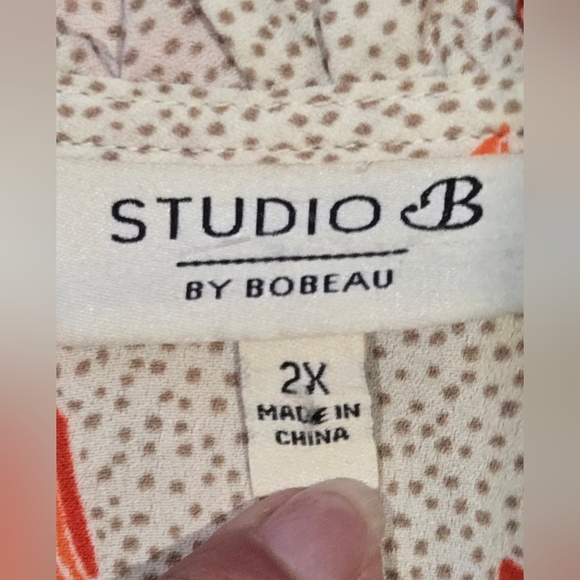 STUDIO B
BY BOBEAU
2X
MADE IN
CHINA